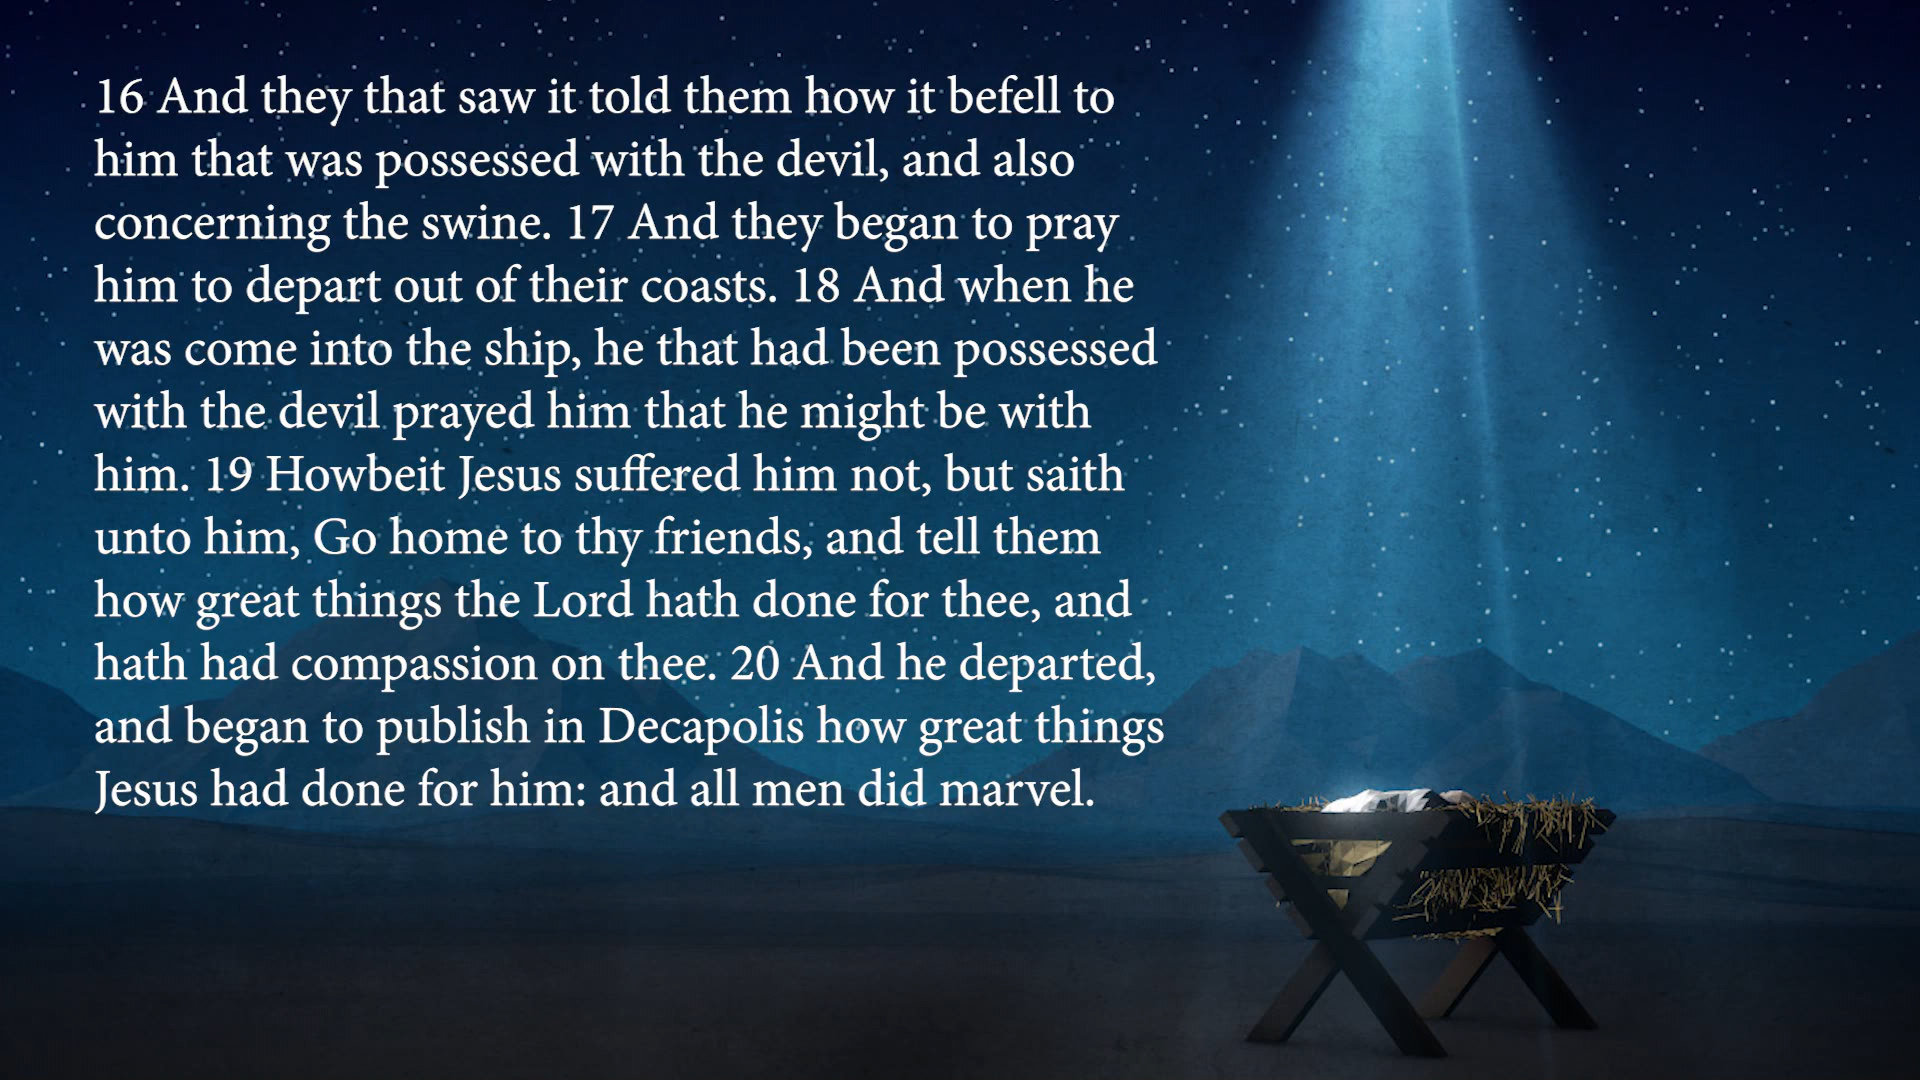 16 And they that saw it told them how it befell to
him that was possessed with the devil, and also
concerning the swine. 17 And they began to pray
him to depart out of their coasts. 18 And when he
was come into the ship, he that had been possessed
with the devil prayed him that he might be with
him. 19 Howbeit Jesus suffered him not, but saith
unto him, Go home to thy friends, and tell them
how great things the Lord hath done for thee, and
hath had compassion on thee. 20 And he departed,
and began to publish in Decapolis how great things
Jesus had done for him: and all men did marvel.